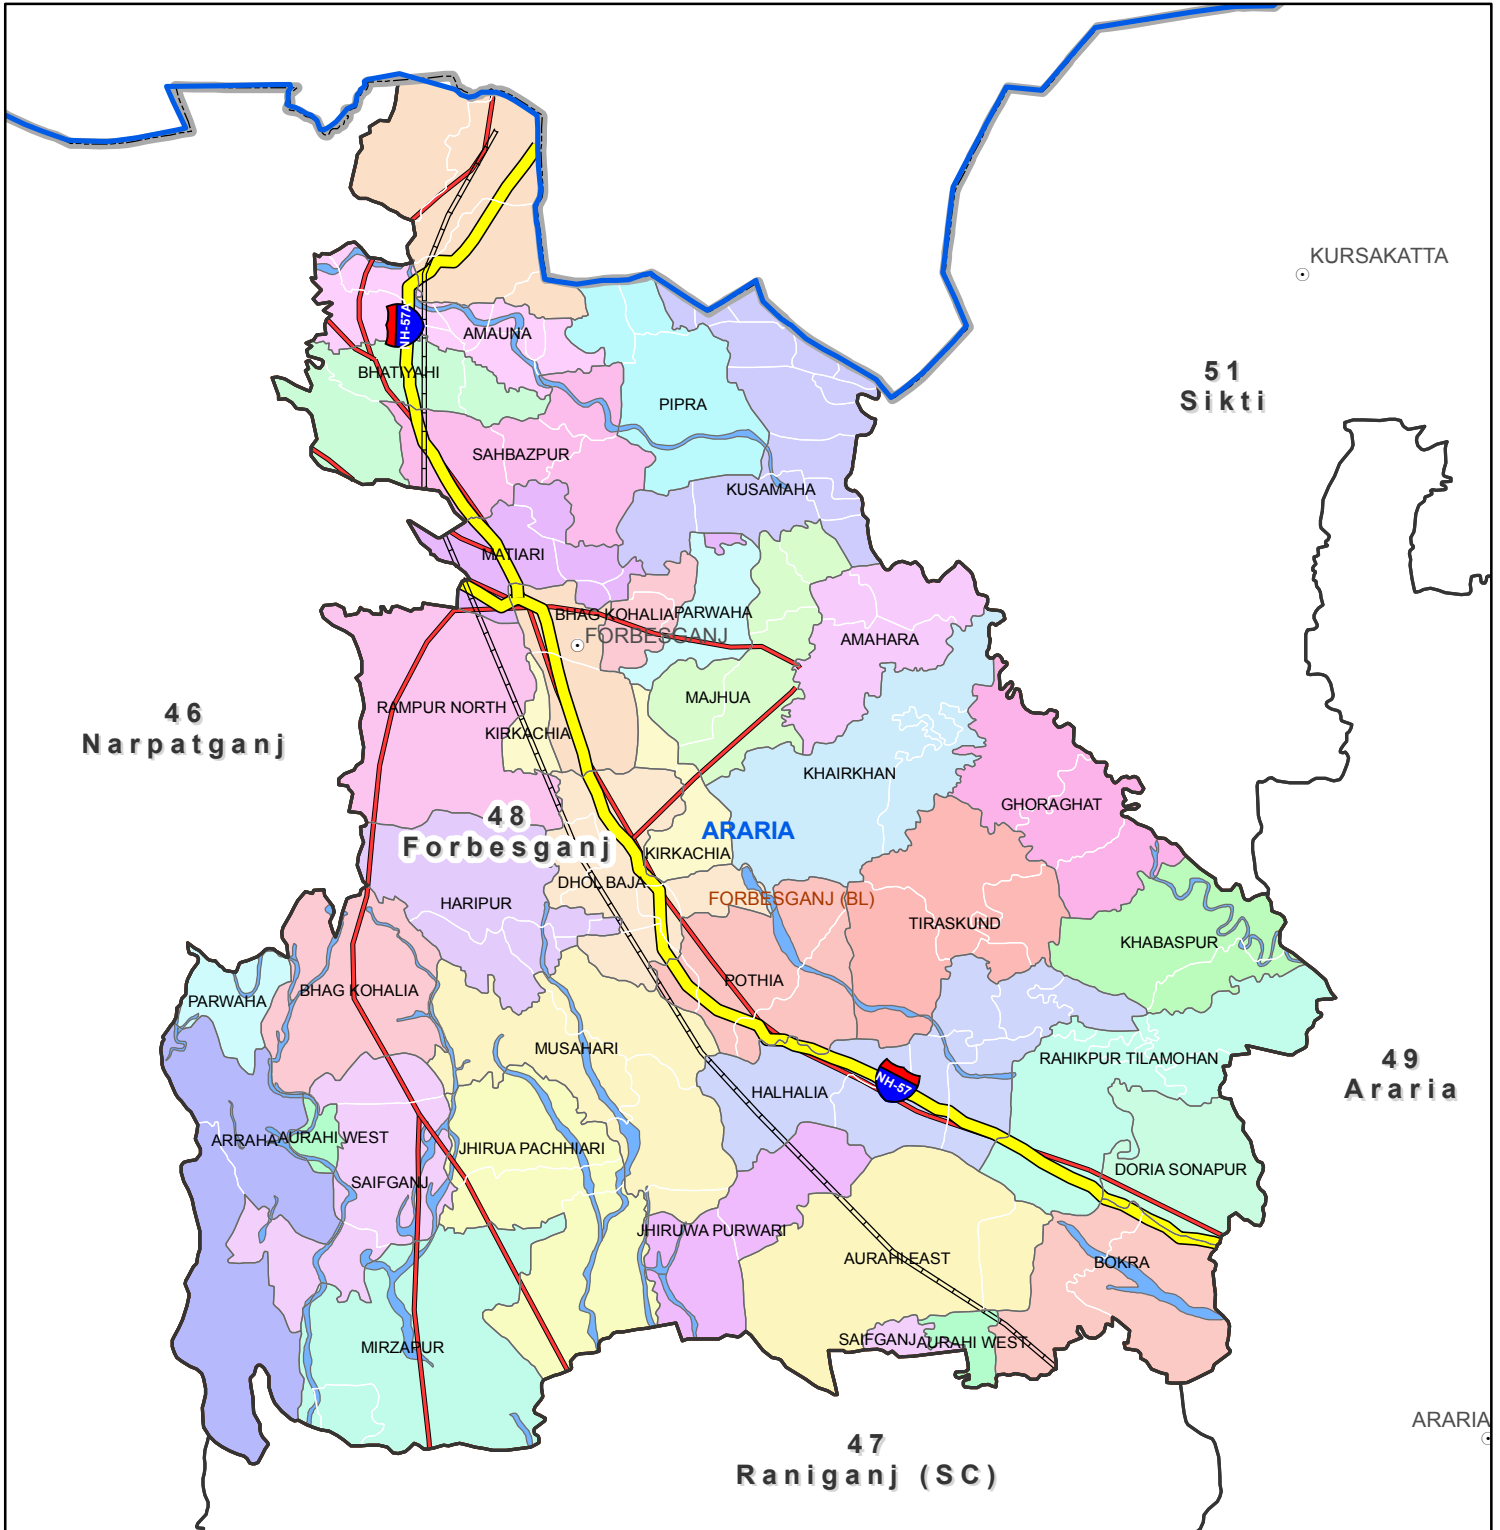 KURSAKATTA
NH-57A
AMAUNA
BHATIYAHI
51
Sikti
PIPRA
SAHBAZPUR
KUSAMAHA
MATIARI
BHAG KOHALIA
PARWAHA
FORBESGANJ
AMAHARA
MAJHUA
RAMPUR NORTH
46
Narpatganj
KIRKACHIA
KHAIRKHAN
GHORAGHAT
48
Forbesganj
ARARIA
KIRKACHIA
DHOL BAJA
FORBESGANJ (BL)
HARIPUR
TIRASKUND
KHABASPUR
POTHIA
BHAG KOHALIA
PARWAHA
MUSAHARI
RAHIKPUR TILAMOHAN
49
Araria
NH-57
HALHALIA
ARRAHA
AURAHI WEST
JHIRUA PACHHIARI
SAIFGANJ
DORIA SONAPUR
JHIRUWA PURWARI
AURAHI EAST
BOKRA
MIRZAPUR
SAIFGANJ
AURAHI WEST
ARARIA
47
Raniganj (SC)